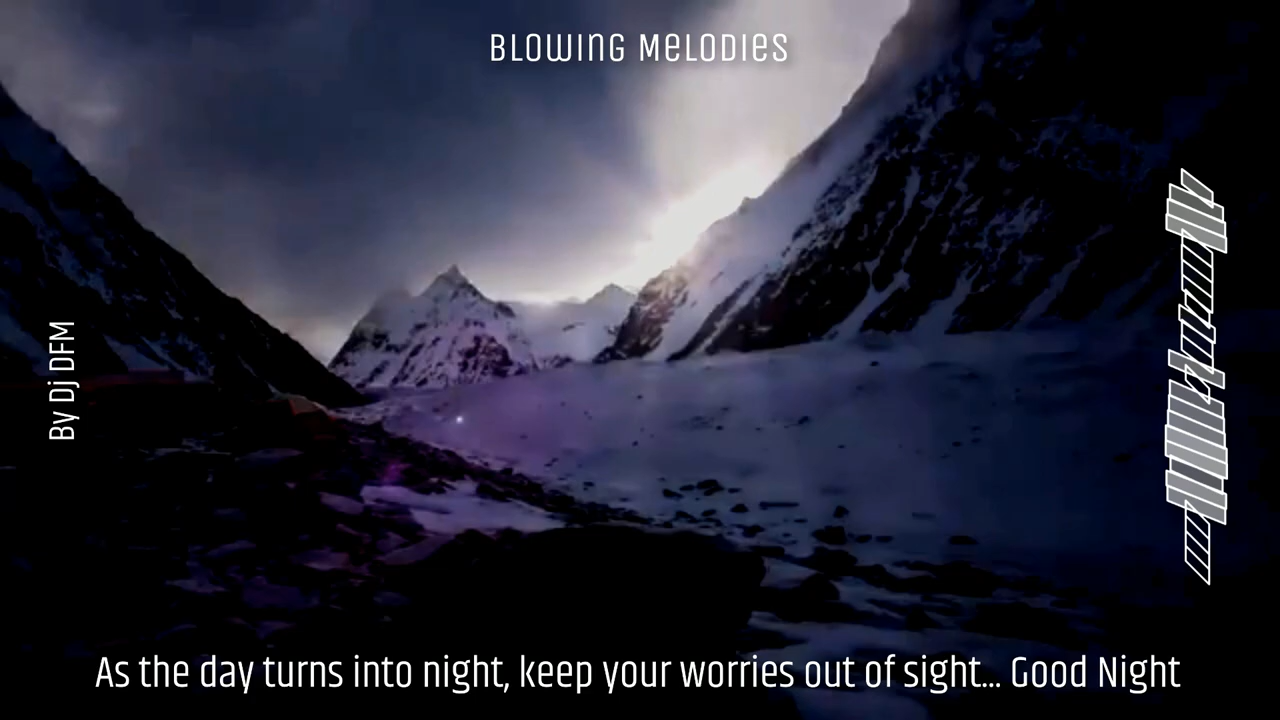 Blowing Melodies
By Dj DFM
As the day turns into night, keep your worries out of sight... Good Night